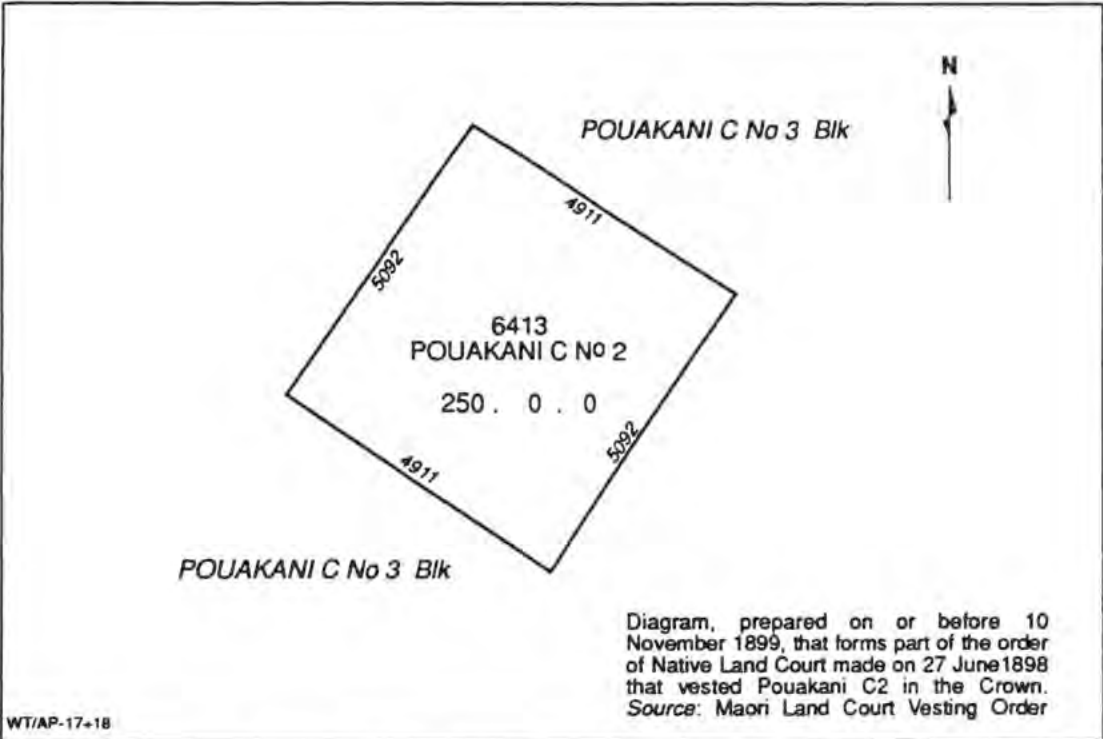 N
POUAKANI C No 3 Blk
4911
5092
6413
POUAKANI C Nº 2
250 . 0 . 0
5092
4911
POUAKANI C No 3 Blk
Diagram, prepared on or before 10
November 1899, that forms part of the order
of Native Land Court made on 27 June1898
that vested Pouakani C2 in the Crown.
Source: Maori Land Court Vesting Order
WT/AP-17+18